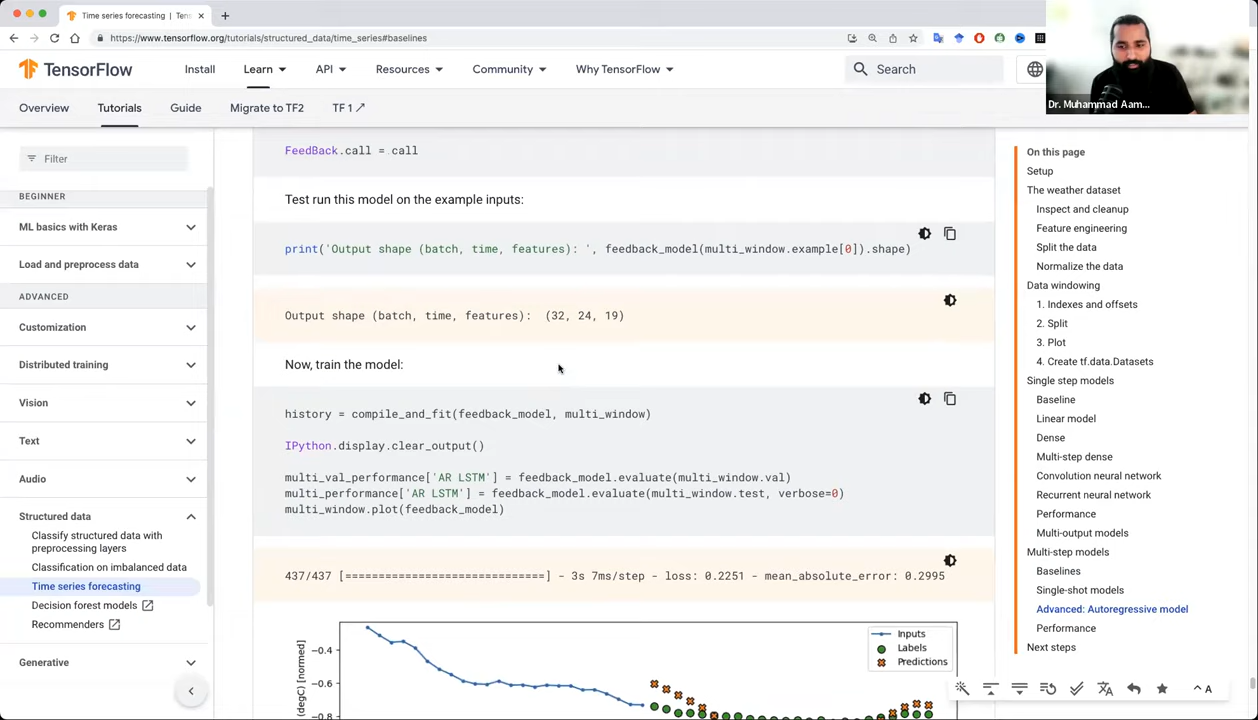 Time series forecasting | Tens
https://www.tensorflow.org/tutorials/structured_data/time_series#baselines
TensorFlow
Install
Learn
API
Resources
Community
Why TensorFlow
Search
Dr. Muhammad Aam...
Overview
Tutorials
Guide
Migrate to TF2
TF 1
Filter
BEGINNER
ML basics with Keras
Load and preprocess data
ADVANCED
Customization
Distributed training
Vision
Text
Audio
Structured data
Classify structured data with
preprocessing layers
Classification on imbalanced data
Time series forecasting
Decision forest models
Recommenders
Generative
FeedBack.call = call
Test run this model on the example inputs:
print('Output shape (batch, time, features): ', feedback_model(multi_window.example[0]).shape)
Output shape (batch, time, features):  (32, 24, 19)
Now, train the model:
history = compile_and_fit(feedback_model, multi_window)
IPython.display.clear_output()
multi_val_performance['AR LSTM'] = feedback_model.evaluate(multi_window.val)
multi_performance['AR LSTM'] = feedback_model.evaluate(multi_window.test, verbose=0)
multi_window.plot(feedback_model)
437/437 [==============================] - 3s 7ms/step - loss: 0.2251 - mean_absolute_error: 0.2995
(degC) [normed]
−0.4
−0.6
−0.8
Inputs
Labels
Predictions
On this page
Setup
The weather dataset
Inspect and cleanup
Feature engineering
Split the data
Normalize the data
Data windowing
1. Indexes and offsets
2. Split
3. Plot
4. Create tf.data.Datasets
Single step models
Baseline
Linear model
Dense
Multi-step dense
Convolution neural network
Recurrent neural network
Performance
Multi-output models
Multi-step models
Baselines
Single-shot models
Advanced: Autoregressive model
Performance
Next steps
A